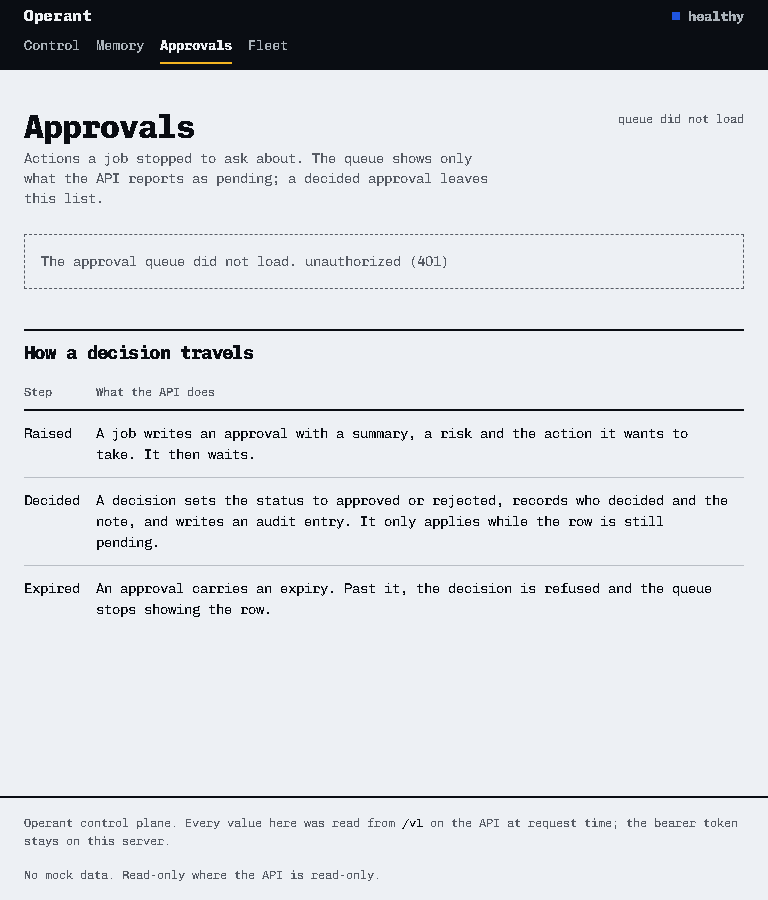 Operant
healthy
Control Memory Approvals Fleet
Approvals
queue did not load
Actions a job stopped to ask about. The queue shows only
what the API reports as pending; a decided approval leaves
this list.
The approval queue did not load. unauthorized (401)
How a decision travels
Step What the API does
Raised A job writes an approval with a summary, a risk and the action it wants to
take. It then waits.
Decided A decision sets the status to approved or rejected, records who decided and the
note, and writes an audit entry. It only applies while the row is still
pending.
Expired An approval carries an expiry. Past it, the decision is refused and the queue
stops showing the row.
Operant control plane. Every value here was read from /v1 on the API at request time; the bearer token
stays on this server.
No mock data. Read-only where the API is read-only.